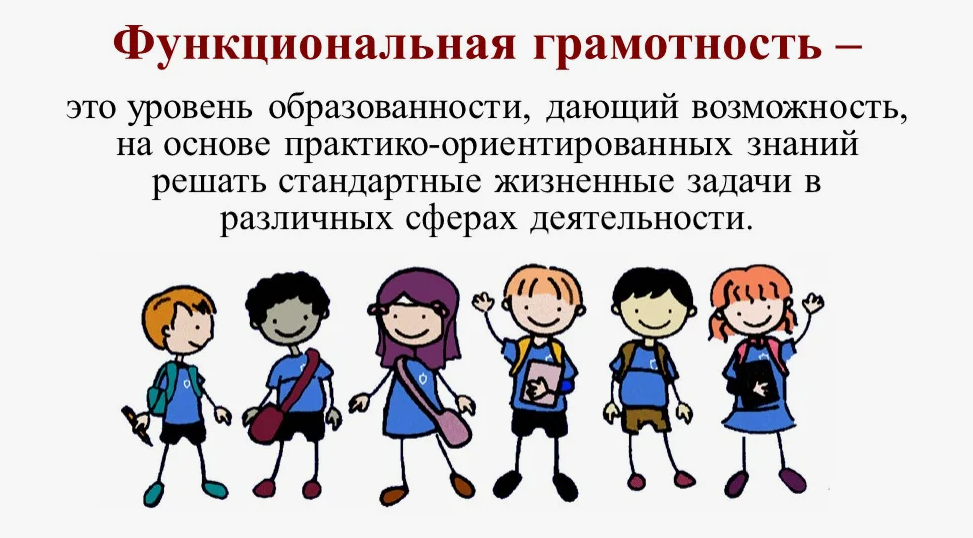 Функциональная грамотность –
это уровень образованности, дающий возможность,
на основе практико-ориентированных знаний
решать стандартные жизненные задачи в
различных сферах деятельности.